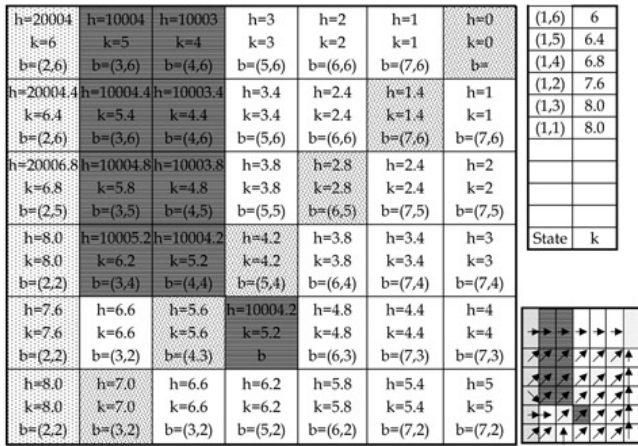 h=20004 h=10004 h=10003 h=3 h=2 h=1 h=0
k=6 k=5 k=4 k=3 k=2 k=1 k=0
b=(2,6) b=(3,6) b=(4,6) b=(5,6) b=(6,6) b=(7,6) b=
h=20004.4 h=10004.4 h=10003.4 h=3.4 h=2.4 h=1.4 h=1
k=6.4 k=5.4 k=4.4 k=3.4 k=2.4 k=1.4 k=1
b=(2,6) b=(3,6) b=(4,6) b=(5,6) b=(6,6) b=(7,6) b=(7,6)
h=20006.8 h=10004.8 h=10003.8 h=3.8 h=2.8 h=2.4 h=2
k=6.8 k=5.8 k=4.8 k=3.8 k=2.8 k=2.4 k=2
b=(2,5) b=(3,5) b=(4,5) b=(5,5) b=(6,5) b=(7,5) b=(7,5)
h=8.0 h=10005.2 h=10004.2 h=4.2 h=3.8 h=3.4 h=3
k=8.0 k=6.2 k=5.2 k=4.2 k=3.8 k=3.4 k=3
b=(2,2) b=(3,4) b=(4,4) b=(5,4) b=(6,4) b=(7,4) b=(7,4)
h=7.6 h=6.6 h=5.6 h=10004.2 h=4.8 h=4.4 h=4
k=7.6 k=6.6 k=5.6 k=5.2 k=4.8 k=4.4 k=4
b=(2,2) b=(3,2) b=(4.3) b b=(6,3) b=(7,3) b=(7,3)
h=8.0 h=7.0 h=6.6 h=6.2 h=5.8 h=5.4 h=5
k=8.0 k=7.0 k=6.6 k=6.2 k=5.8 k=5.4 k=5
b=(2,2) b=(3.2) b=(3,2) b=(5,2) b=(6,2) b=(7,2) b=(7,2)
(1,6) 6
(1,5) 6.4
(1,4) 6.8
(1,2) 7.6
(1,3) 8.0
(1,1) 8.0
State k